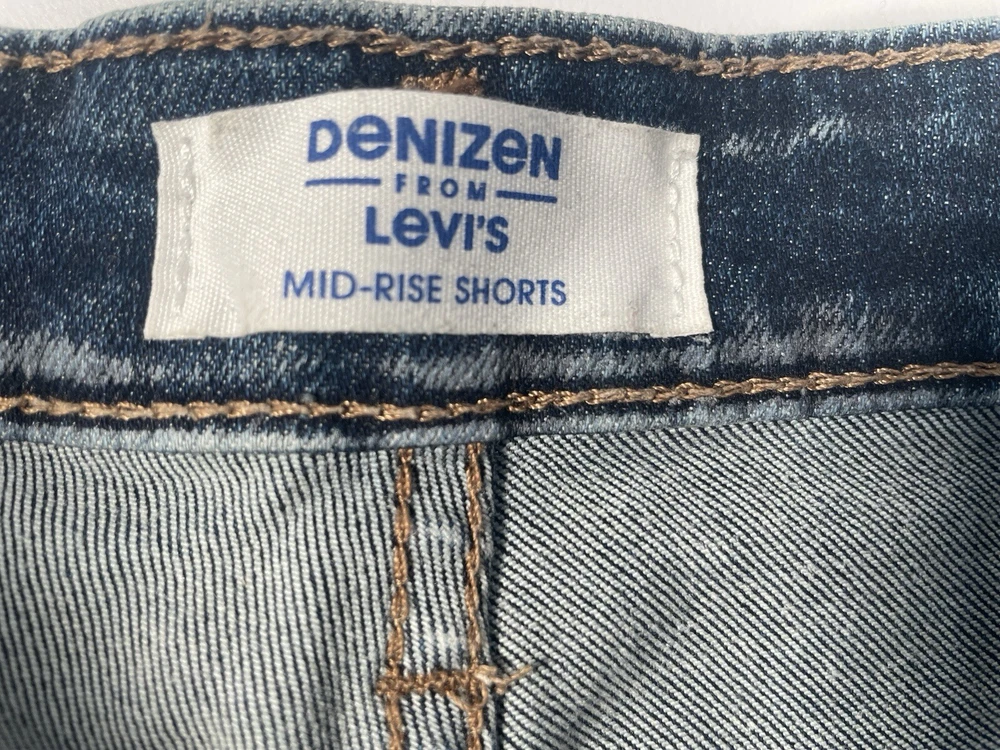 DeNIZeN
FROM
LeVI'S
MID-RISE SHORTS